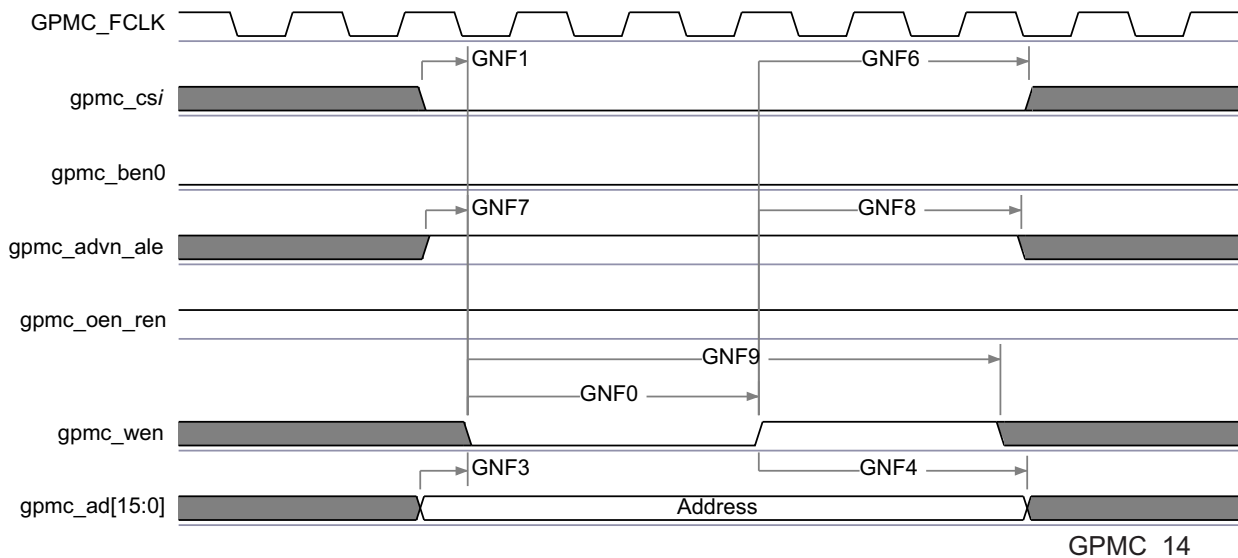 GPMC_FCLK
GNF1
GNF6
gpmc_csi
gpmc_ben0
GNF7
GNF8
gpmc_advn_ale
gpmc_oen_ren
GNF9
GNF0
gpmc_wen
GNF3
GNF4
gpmc_ad[15:0]
Address
GPMC_14